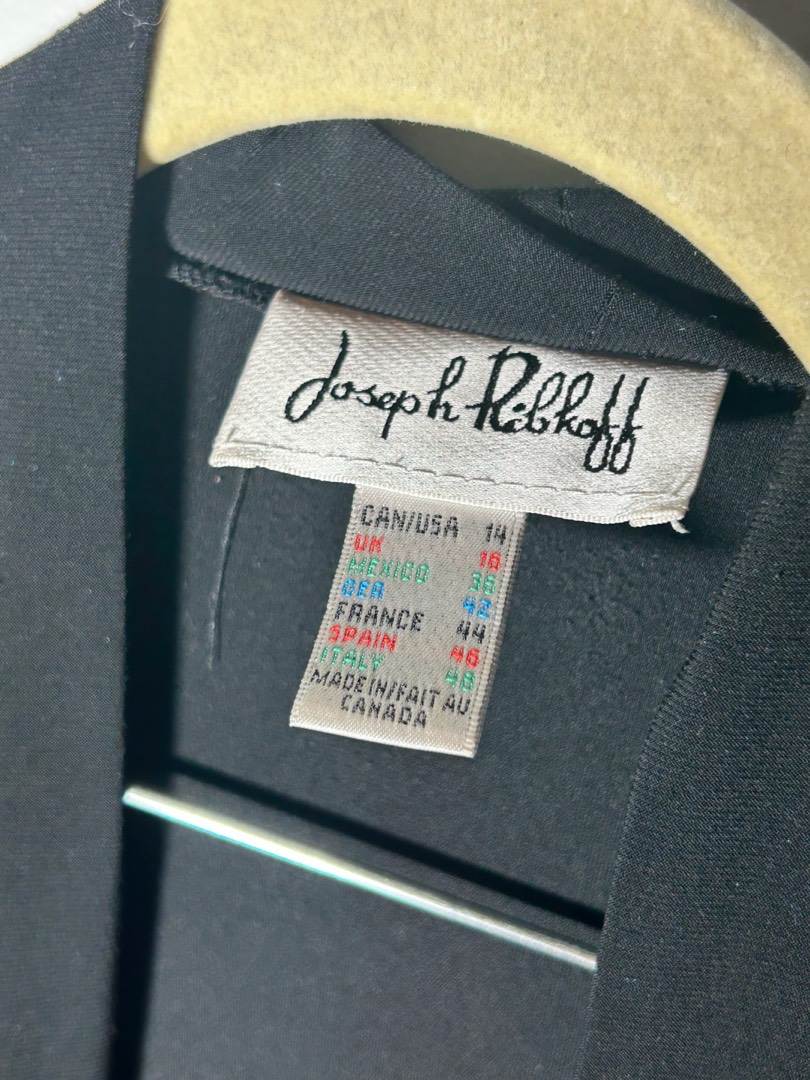 Joseph Ribkoff
CAN/USA 14
UK 16
MEXICO 36
GER 42
FRANCE 44
SPAIN 46
ITALY 48
MADE IN/FAIT AU
CANADA